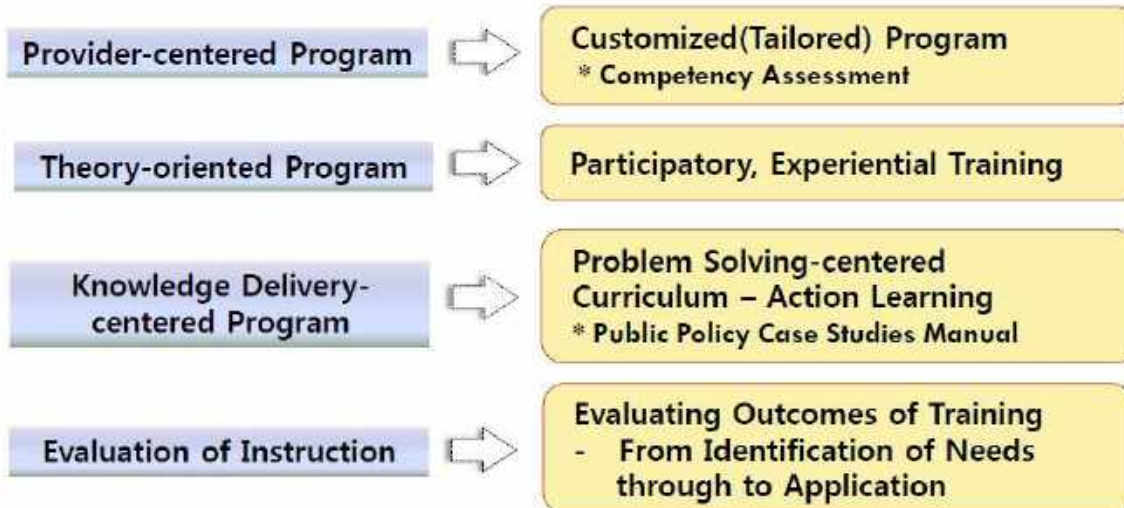 Provider-centered Program
Customized(Tailored) Program
* Competency Assessment
Theory-oriented Program
Participatory, Experiential Training
Knowledge Delivery-
centered Program
Problem Solving-centered
Curriculum – Action Learning
* Public Policy Case Studies Manual
Evaluation of Instruction
Evaluating Outcomes of Training
- From Identification of Needs
through to Application